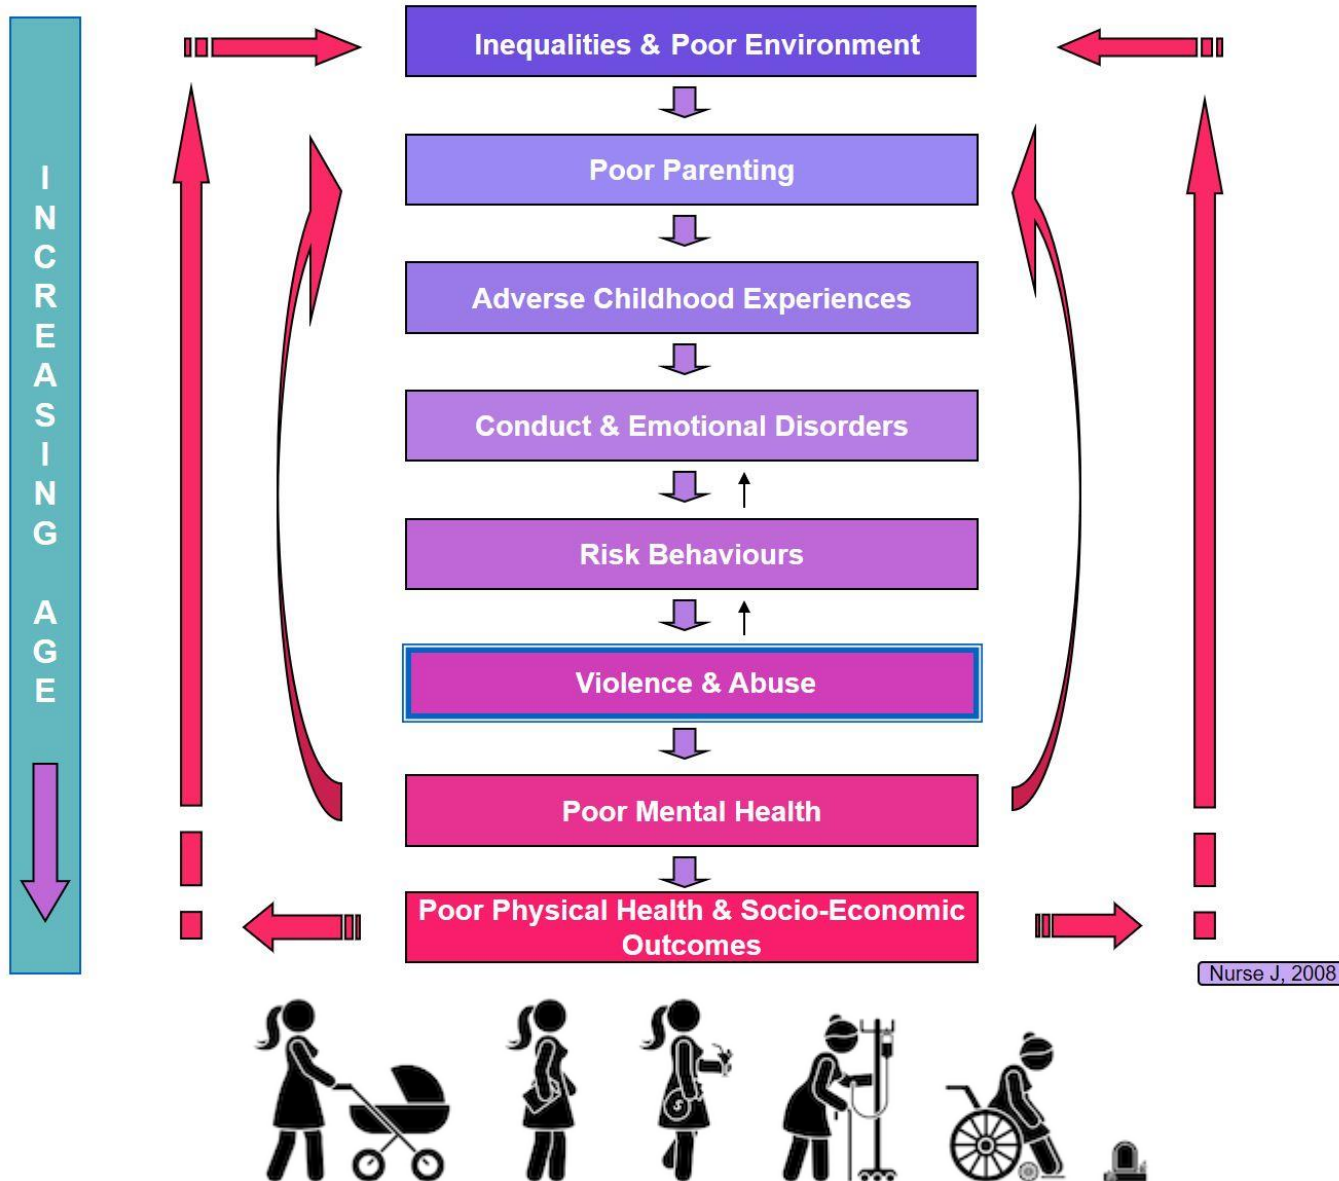 Inequalities & Poor Environment
Poor Parenting
Adverse Childhood Experiences
Conduct & Emotional Disorders
Risk Behaviours
Violence & Abuse
Poor Mental Health
Poor Physical Health & Socio-Economic
Outcomes
INCREASING AGE
Nurse J, 2008
$